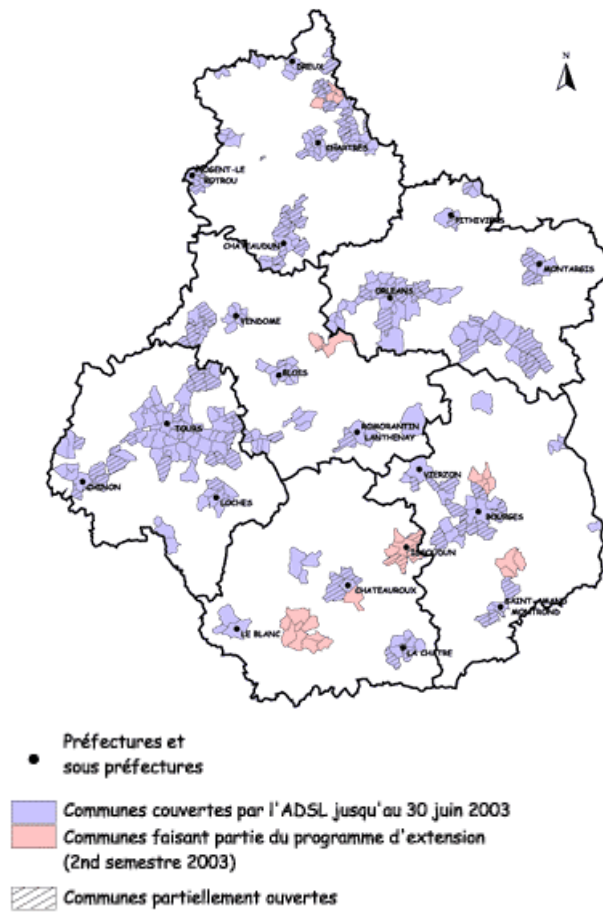 N
DREUX
CHARTRES
NOGENT-LE
ROTROU
PITHIVIERS
CHATEAUDUN
MONTARGIS
ORLEANS
VENDOME
BLOIS
TOURS
ROMORANTIN
LANTHENAY
VIERZON
CHINON
LOCHES
BOURGES
ISSOUDUN
CHATEAUROUX
SAINT-AMAND
MONTROND
LE BLANC
LA CHATRE
Préfectures et
sous préfectures
Communes couvertes par l'ADSL jusqu'au 30 juin 2003
Communes faisant partie du programme d'extension
(2nd semestre 2003)
Communes partiellement ouvertes